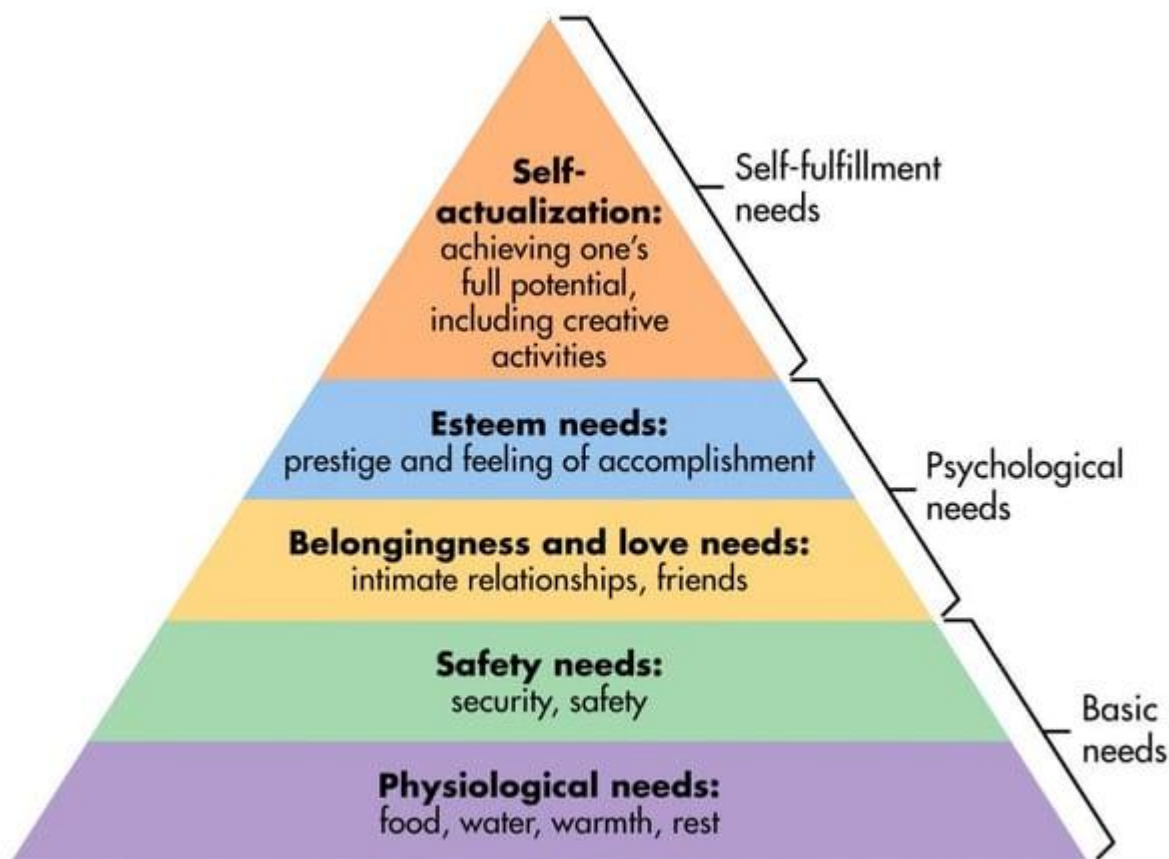 Self-
actualization:
achieving one's
full potential,
including creative
activities
Self-fulfillment
needs
Esteem needs:
prestige and feeling of accomplishment
Psychological
needs
Belongingness and love needs:
intimate relationships, friends
Safety needs:
security, safety
Basic
needs
Physiological needs:
food, water, warmth, rest